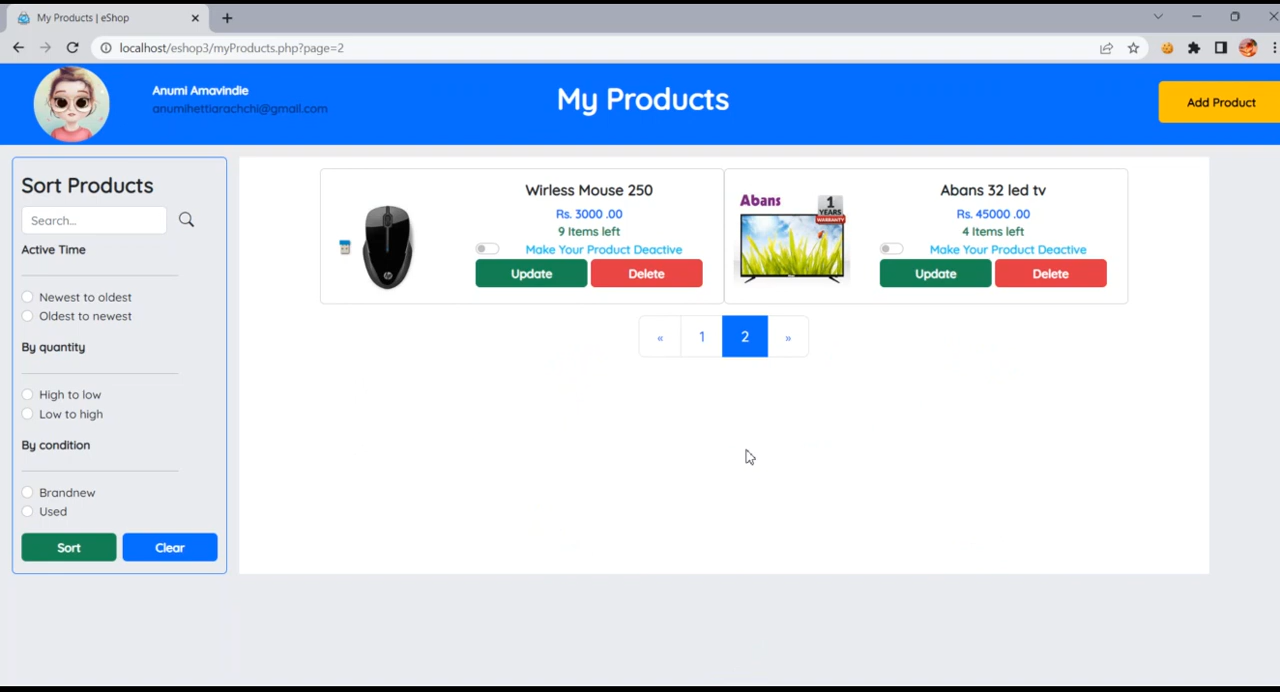 My Products | eShop
localhost/eshop3/myProducts.php?page=2
Anumi Amavindie
anumihettiarachchi@gmail.com
My Products
Add Product
Sort Products
Search...
Active Time
Newest to oldest
Oldest to newest
By quantity
High to low
Low to high
By condition
Brandnew
Used
Sort
Clear
Wirless Mouse 250
Rs. 3000 .00
9 Items left
Make Your Product Deactive
Update
Delete
Abans
1
YEARS
WARRANTY
Abans 32 led tv
Rs. 45000 .00
4 Items left
Make Your Product Deactive
Update
Delete
« 1 2 »